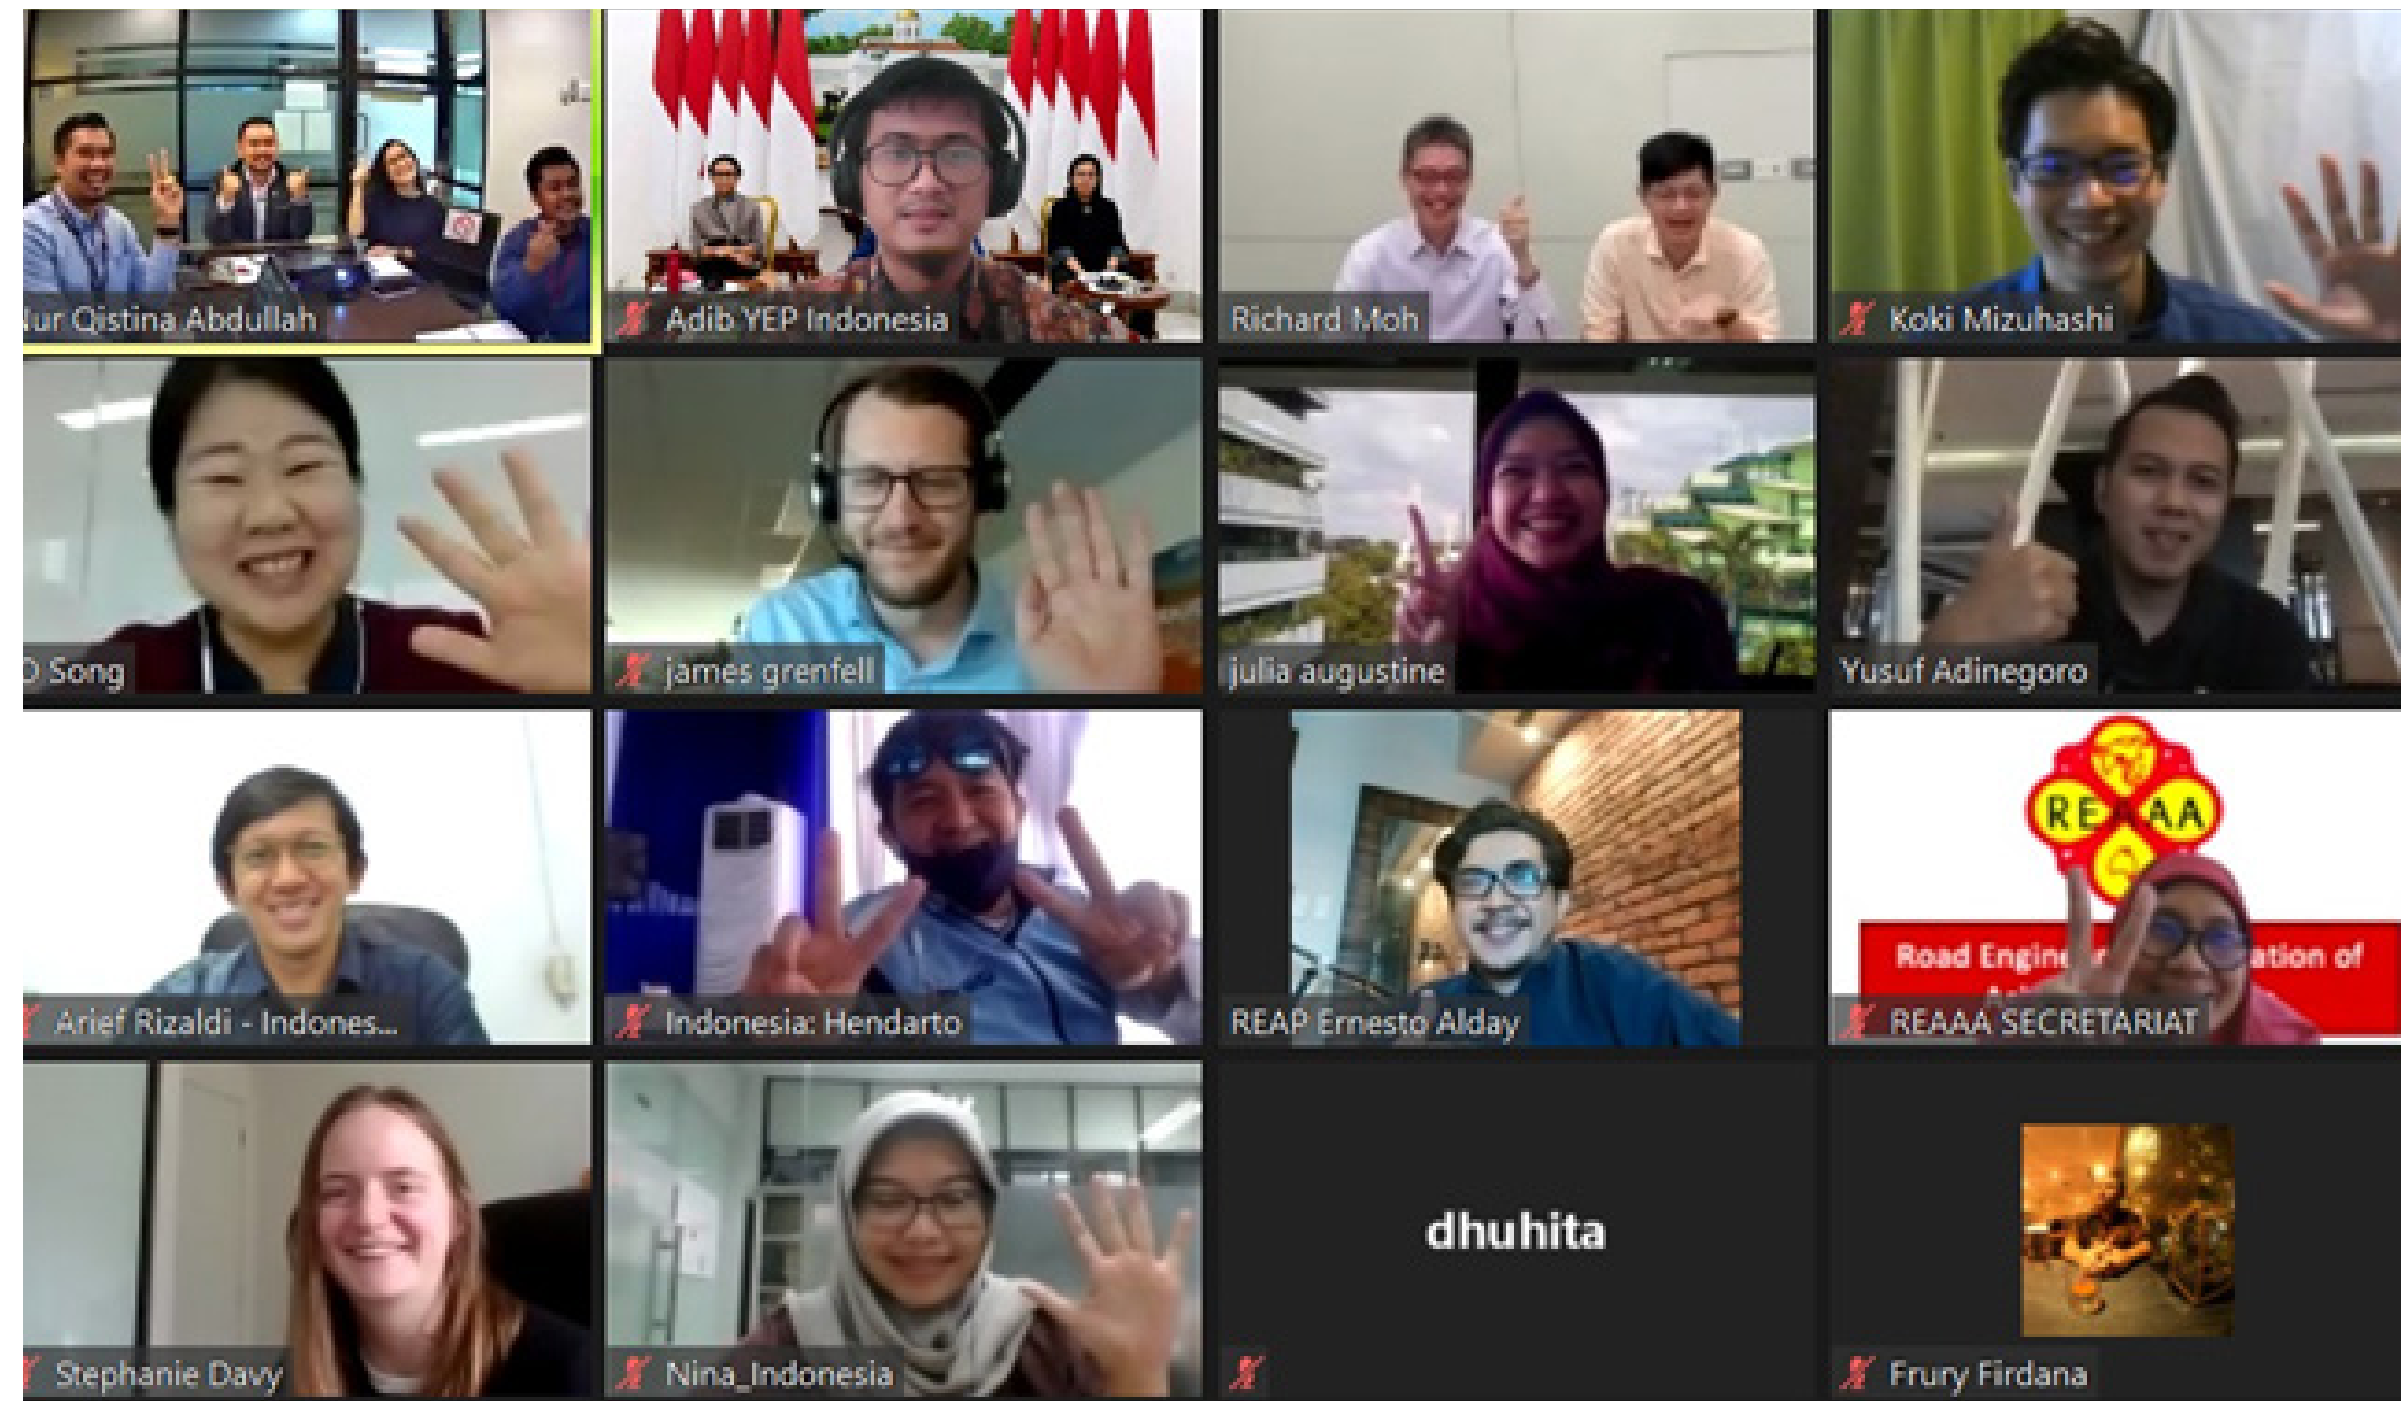 Nur Qistina Abdullah
Adib YEP Indonesia
Richard Moh
Koki Mizuhashi
Song
james grenfell
julia augustine
Yusuf Adinegoro
Arief Rizaldi - Indones...
Indonesia: Hendarto
REAP Ernesto Alday
REAAA
Road Engine ation of
REAAA SECRETARIAT
Stephanie Davy
Nina_Indonesia
dhuhita
Frury Firdana